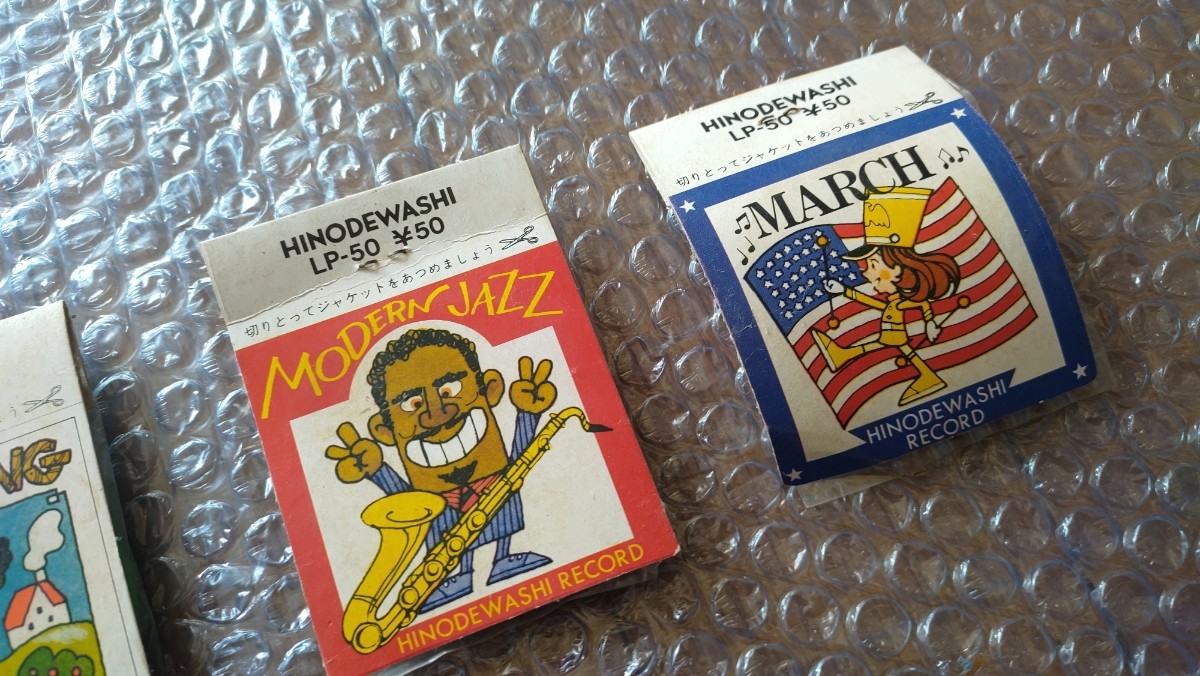 HINODEWASHI
LP-50 ¥50
切りとってジャケットをあつめましょう
MODERN JAZZ
HINODEWASHI RECORD
HINODEWASHI
LP-50 ¥50
切りとってジャケットをあつめましょう
MARCH
HINODEWASHI
RECORD
う
NG